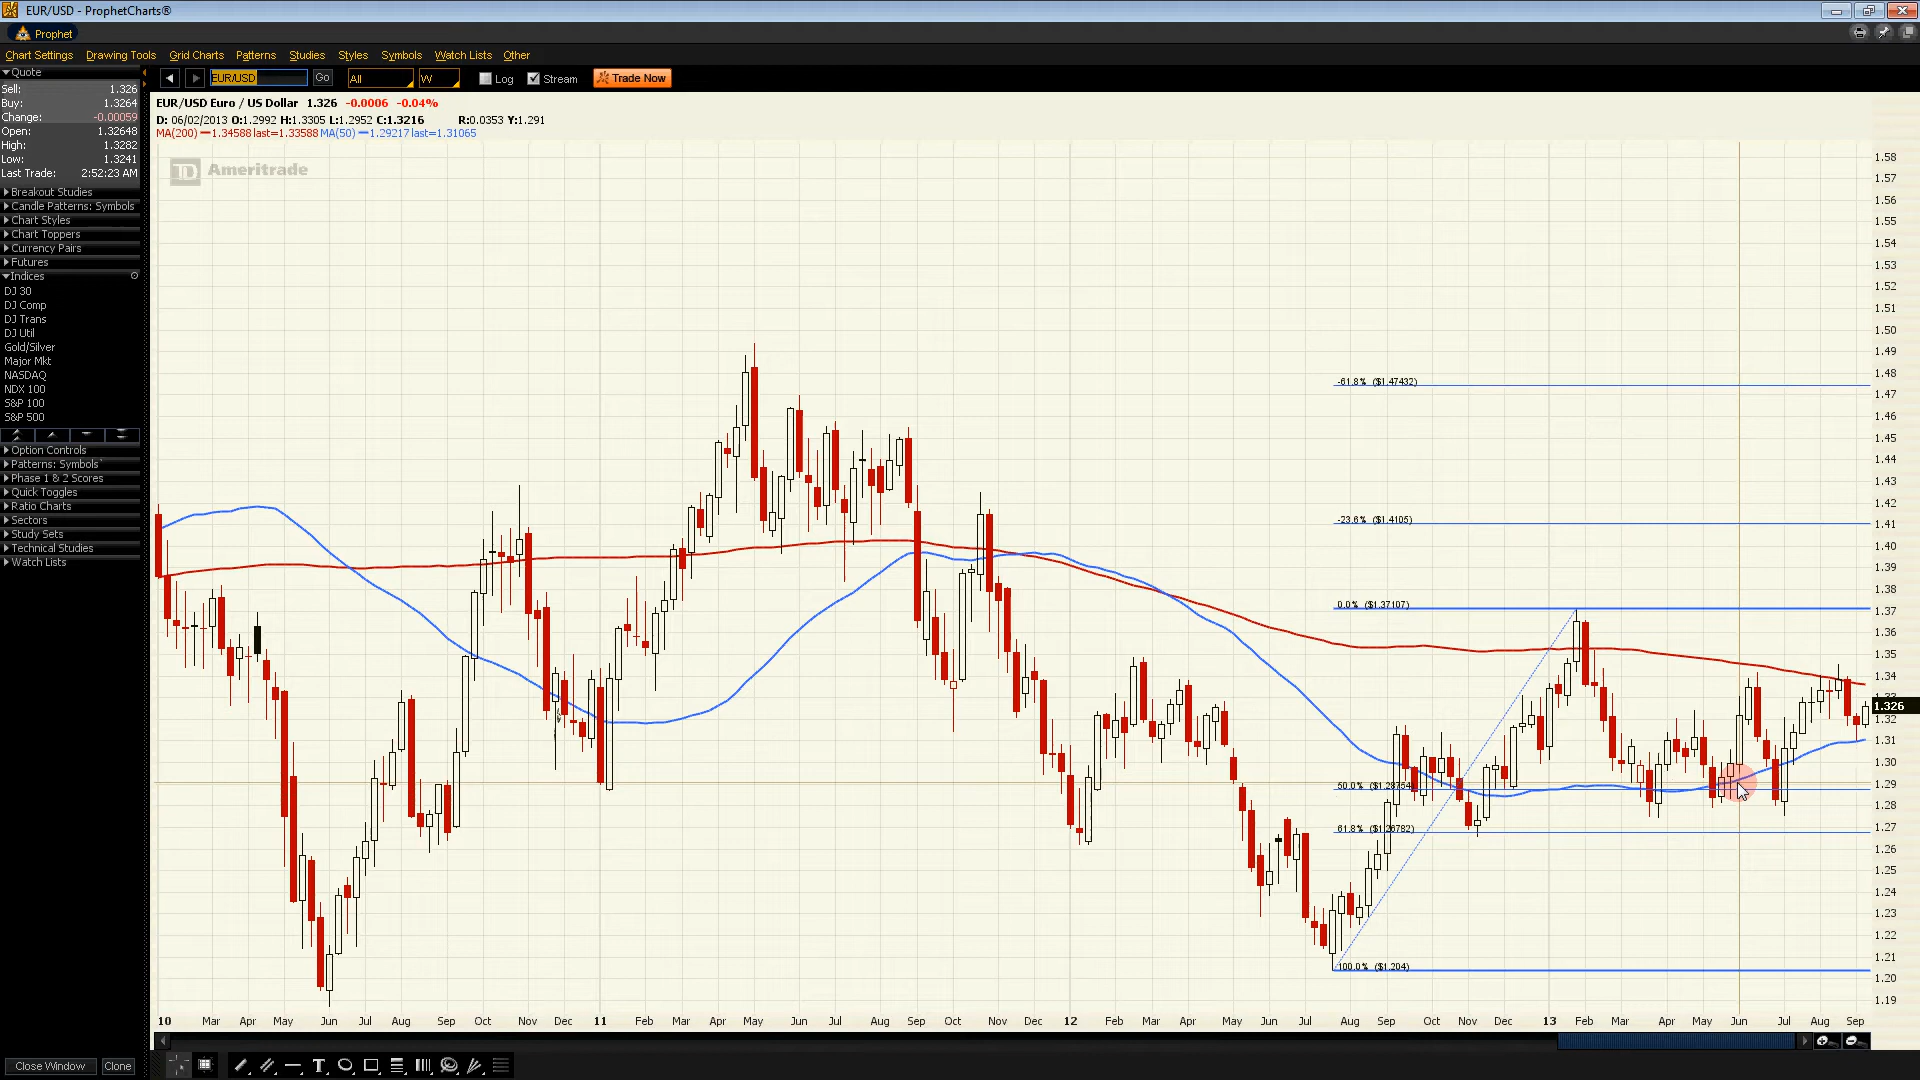 EUR/USD - ProphetCharts®
Prophet
Chart Settings Drawing Tools Grid Charts Patterns Studies Styles Symbols Watch Lists Other
Quote
Sell: 1.326
Buy: 1.3264
Change: -0.00059
Open: 1.32648
High: 1.3282
Low: 1.3241
Last Trade: 2:52:23 AM
Breakout Studies
Candle Patterns: Symbols
Chart Styles
Chart Toppers
Currency Pairs
Futures
Indices
DJ 30
DJ Comp
DJ Trans
DJ Util
Gold/Silver
Major Mkt
NASDAQ
NDX 100
S&P 100
S&P 500
Option Controls
Patterns: Symbols
Phase 1 & 2 Scores
Quick Toggles
Ratio Charts
Sectors
Study Sets
Technical Studies
Watch Lists
Close Window Clone
EUR/USD Go All W Log Stream Trade Now
EUR/USD Euro / US Dollar 1.326 -0.0006 -0.04%
D: 06/02/2013 O:1.2992 H:1.3305 L:1.2952 C:1.3216 R:0.0353 Y:1.291
MA(200) 1.34588 last=1.33588 MA(50) 1.29217 last=1.31065
TD Ameritrade
-61.8% ($1.47432)
-23.6% ($1.4105)
0.0% ($1.37107)
50.0% ($1.28754)
61.8% ($1.26782)
100.0% ($1.204)
1.58
1.57
1.56
1.55
1.54
1.53
1.52
1.51
1.50
1.49
1.48
1.47
1.46
1.45
1.44
1.43
1.42
1.41
1.40
1.39
1.38
1.37
1.36
1.35
1.34
1.326
1.32
1.31
1.30
1.29
1.28
1.27
1.26
1.25
1.24
1.23
1.22
1.21
1.20
1.19
10 Mar Apr May Jun Jul Aug Sep Oct Nov Dec 11 Feb Mar Apr May Jun Jul Aug Sep Oct Nov Dec 12 Feb Mar Apr May Jun Jul Aug Sep Oct Nov Dec 13 Feb Mar Apr May Jun Jul Aug Sep
T